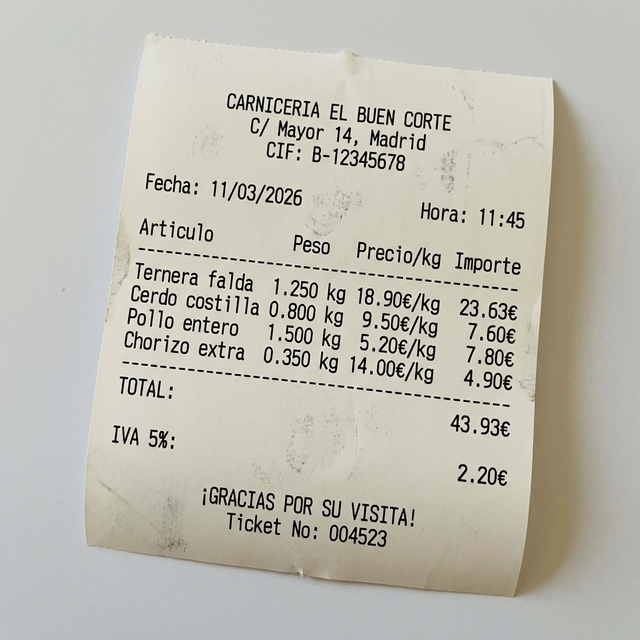 CARNICERIA EL BUEN CORTE
C/ Mayor 14, Madrid
CIF: B-12345678
Fecha: 11/03/2026 Hora: 11:45
Articulo Peso Precio/kg Importe
Ternera falda 1.250 kg 18.90€/kg 23.63€
Cerdo costilla 0.800 kg 9.50€/kg 7.60€
Pollo entero 1.500 kg 5.20€/kg 7.80€
Chorizo extra 0.350 kg 14.00€/kg 4.90€
TOTAL: 43.93€
IVA 5%: 2.20€
¡GRACIAS POR SU VISITA!
Ticket No: 004523